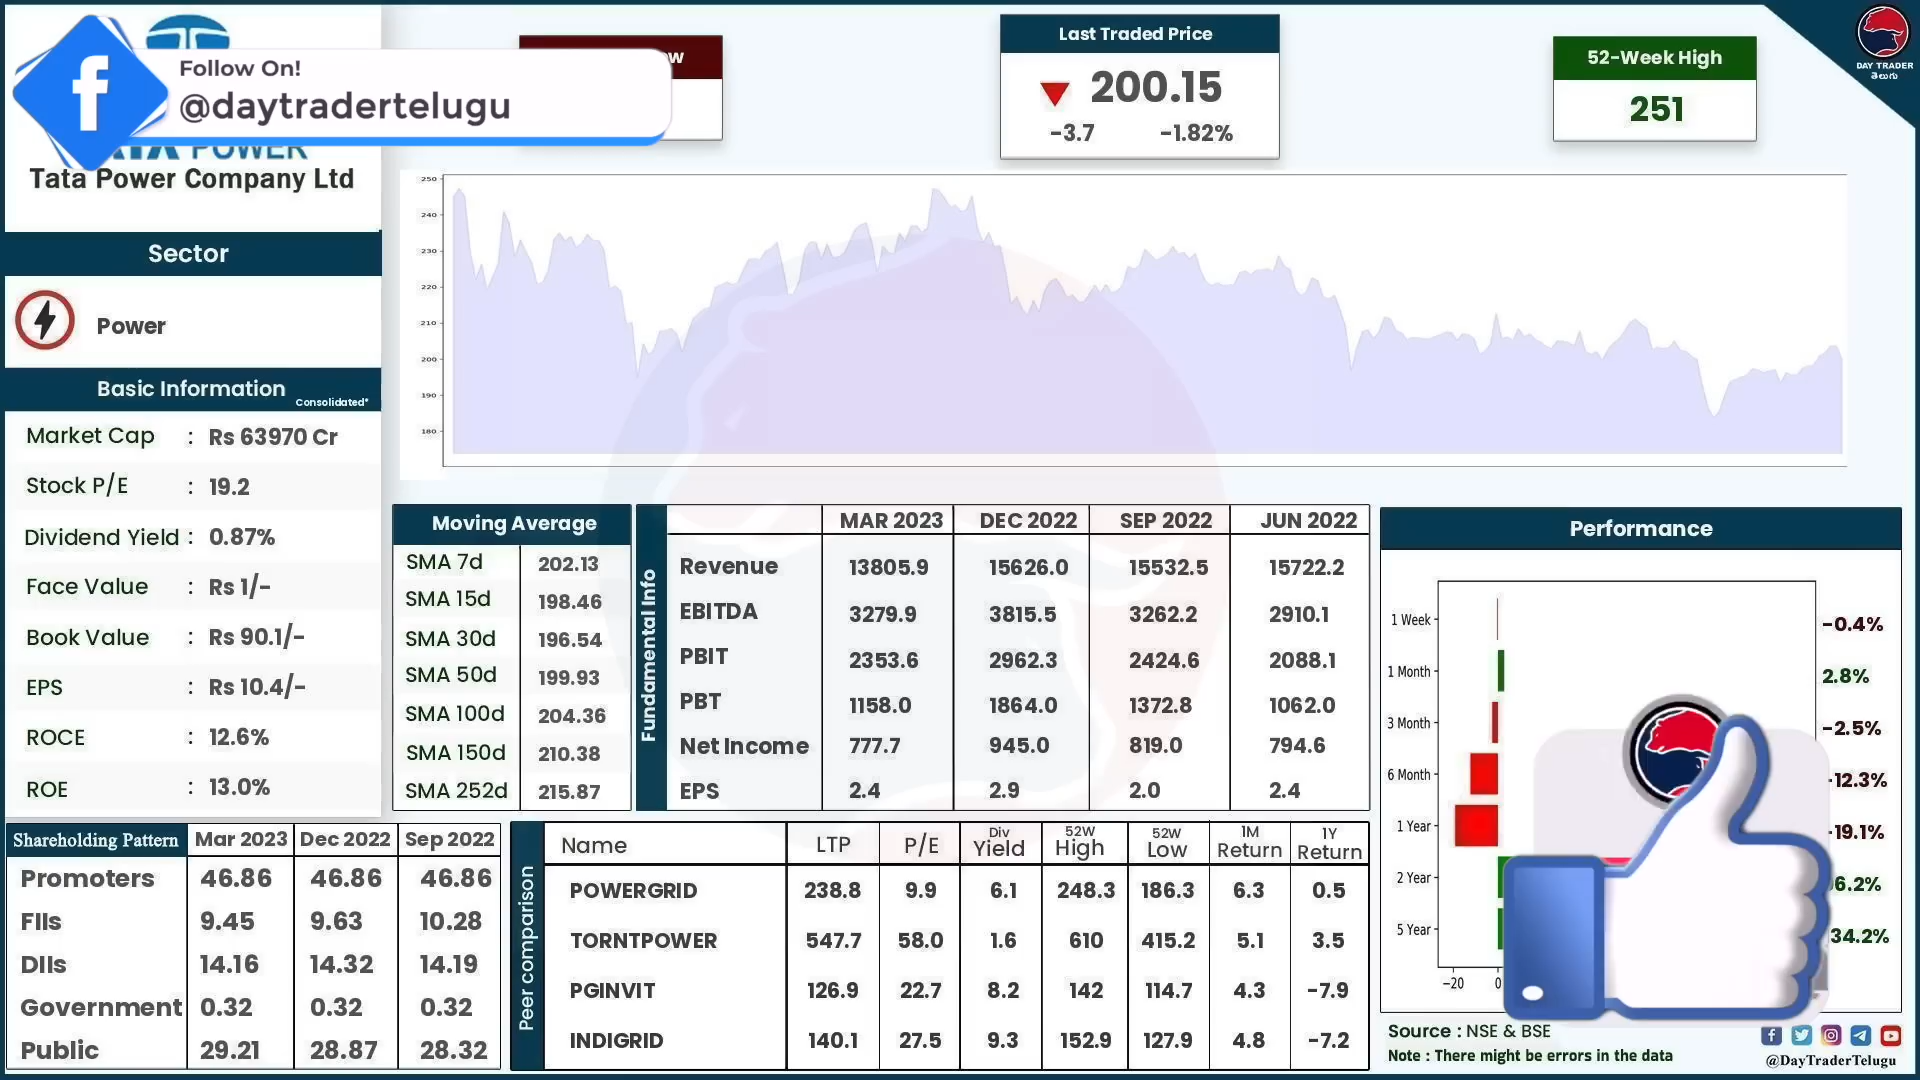 Follow On!
@daytradertelugu
POWER
Tata Power Company Ltd
Last Traded Price
200.15
-3.7 -1.82%
52-Week High
251
DAY TRADER
తెలుగు
Sector
Power
Basic Information
Consolidated*
Market Cap : Rs 63970 Cr
Stock P/E : 19.2
Dividend Yield : 0.87%
Face Value : Rs 1/-
Book Value : Rs 90.1/-
EPS : Rs 10.4/-
ROCE : 12.6%
ROE : 13.0%
250
240
230
220
210
200
190
180
Moving Average
SMA 7d 202.13
SMA 15d 198.46
SMA 30d 196.54
SMA 50d 199.93
SMA 100d 204.36
SMA 150d 210.38
SMA 252d 215.87
Fundamental Info
MAR 2023 DEC 2022 SEP 2022 JUN 2022
Revenue 13805.9 15626.0 15532.5 15722.2
EBITDA 3279.9 3815.5 3262.2 2910.1
PBIT 2353.6 2962.3 2424.6 2088.1
PBT 1158.0 1864.0 1372.8 1062.0
Net Income 777.7 945.0 819.0 794.6
EPS 2.4 2.9 2.0 2.4
Performance
1 Week -0.4%
1 Month 2.8%
3 Month -2.5%
6 Month -12.3%
1 Year -19.1%
2 Year 6.2%
5 Year 34.2%
-20 0
Shareholding Pattern Mar 2023 Dec 2022 Sep 2022
Promoters 46.86 46.86 46.86
FIIs 9.45 9.63 10.28
DIIs 14.16 14.32 14.19
Government 0.32 0.32 0.32
Public 29.21 28.87 28.32
Peer comparison
Name LTP P/E Div Yield 52W High 52W Low 1M Return 1Y Return
POWERGRID 238.8 9.9 6.1 248.3 186.3 6.3 0.5
TORNTPOWER 547.7 58.0 1.6 610 415.2 5.1 3.5
PGINVIT 126.9 22.7 8.2 142 114.7 4.3 -7.9
INDIGRID 140.1 27.5 9.3 152.9 127.9 4.8 -7.2
Source : NSE & BSE
Note : There might be errors in the data
@DayTraderTelugu